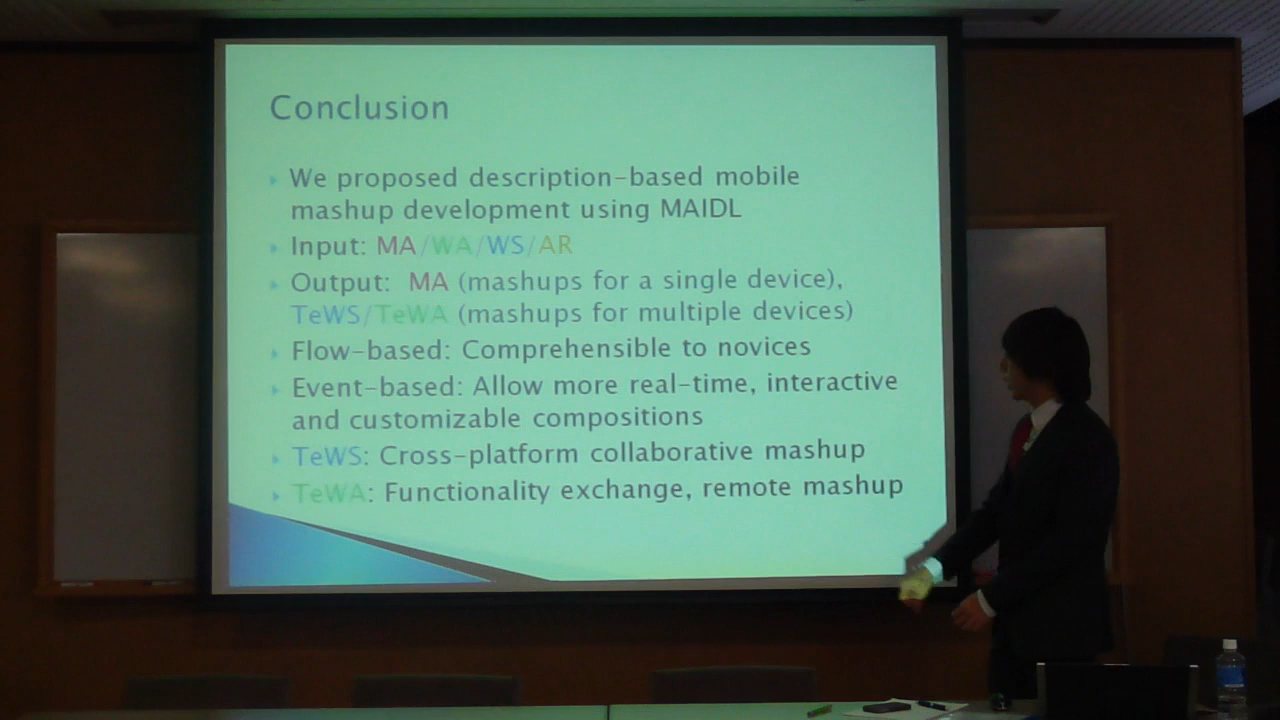 Conclusion
We proposed description-based mobile
mashup development using MAIDL
Input: MA/WA/WS/AR
Output: MA (mashups for a single device),
TeWS/TeWA (mashups for multiple devices)
Flow-based: Comprehensible to novices
Event-based: Allow more real-time, interactive
and customizable compositions
TeWS: Cross-platform collaborative mashup
TeWA: Functionality exchange, remote mashup